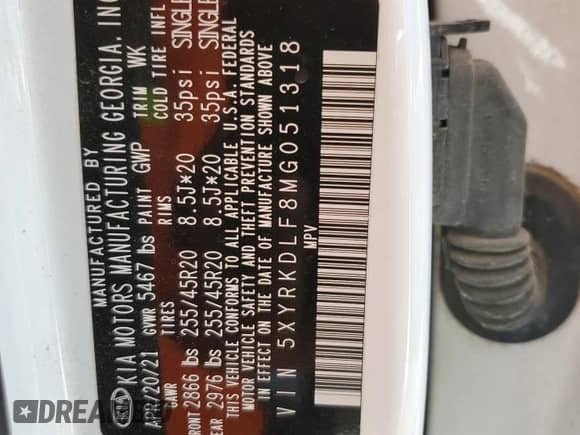 MANUFACTURED BY
KIA MOTORS MANUFACTURING GEORGIA, INC
APR/20/21 GVWR 5467 lbs PAINT GWP TRIM WK
GAWR TIRES RIMS COLD TIRE INFL
FRONT 2866 lbs 255/45R20 8.5J*20 35psi SINGLE
REAR 2976 lbs 255/45R20 8.5J*20 35psi SINGLE
THIS VEHICLE CONFORMS TO ALL APPLICABLE U.S.A. FEDERAL
MOTOR VEHICLE SAFETY AND THEFT PREVENTION STANDARDS
IN EFFECT ON THE DATE OF MANUFACTURE SHOWN ABOVE
VIN 5XYRKDLF8MG051318
MPV